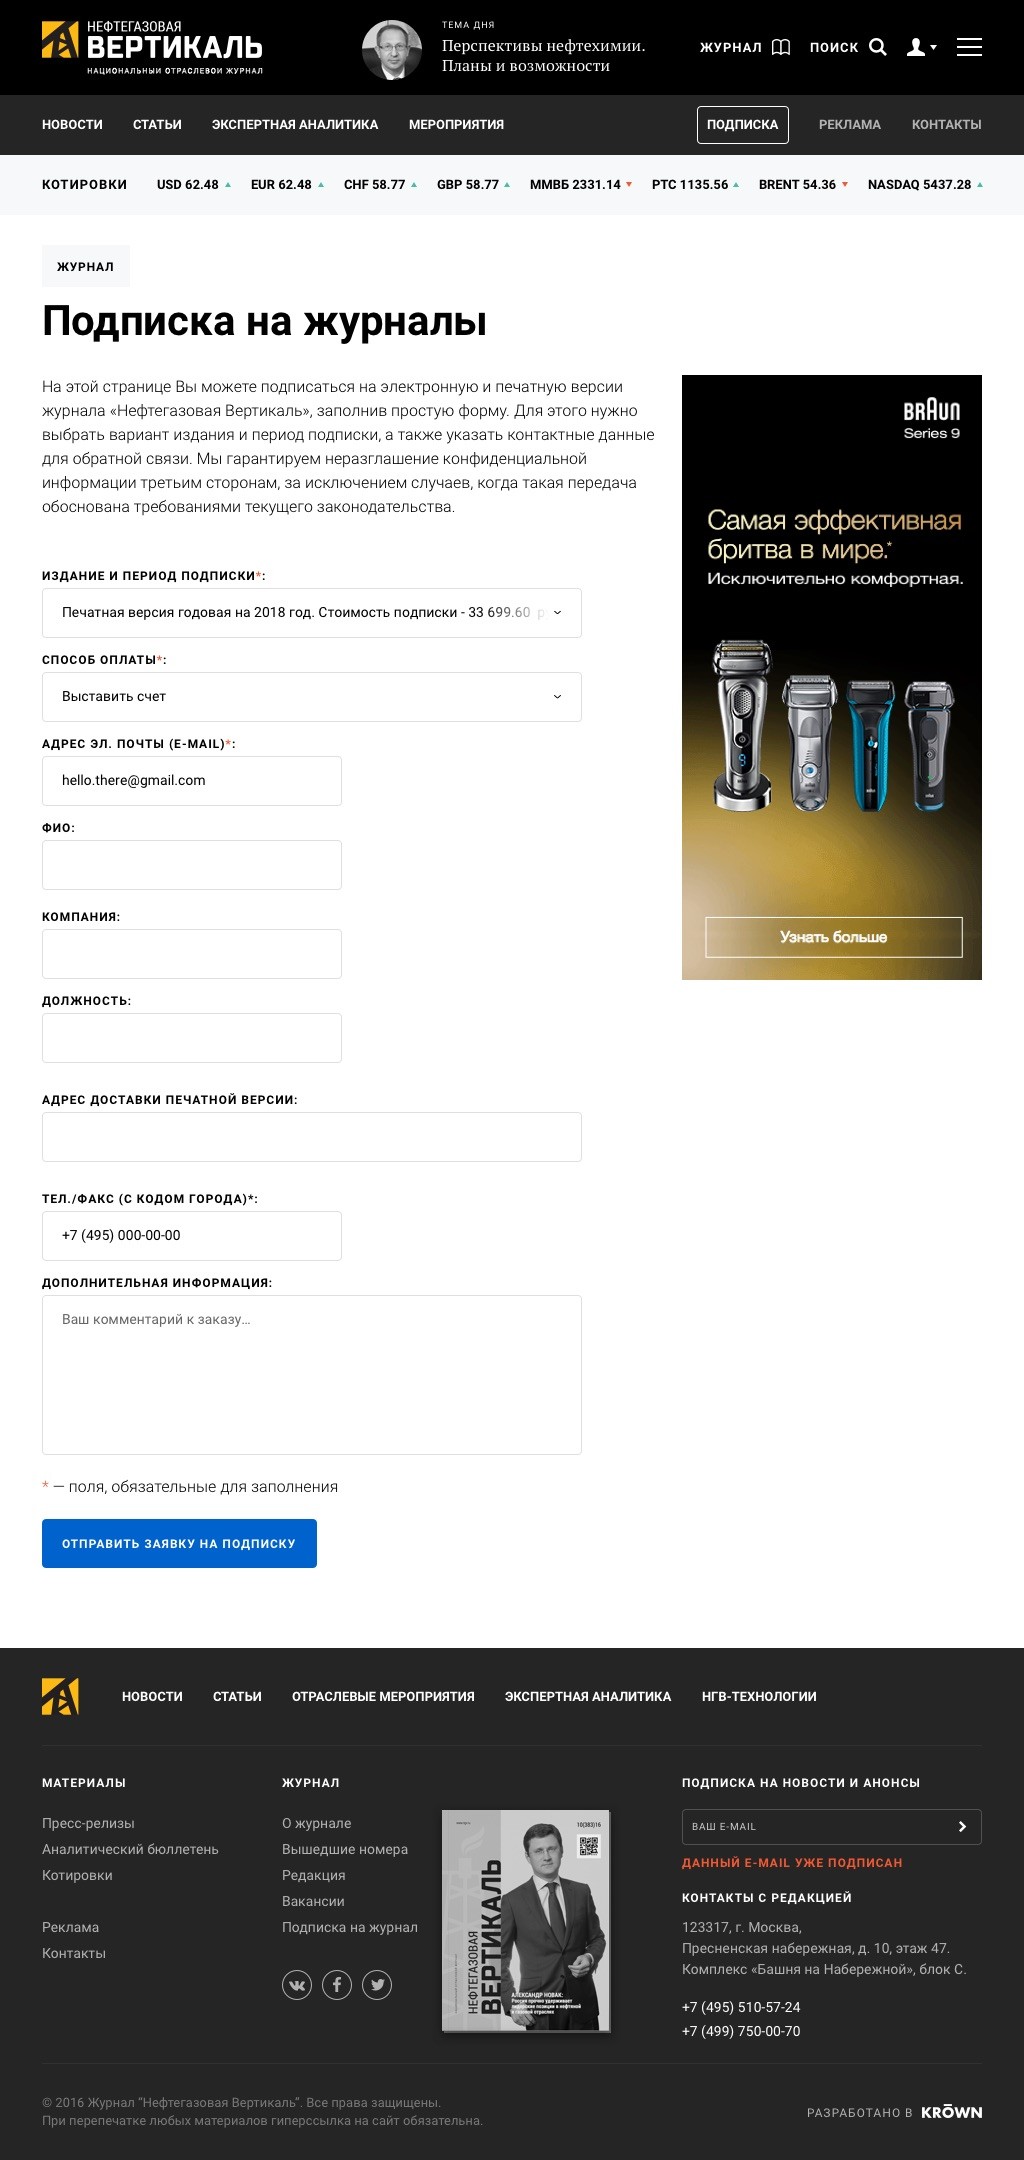 НЕФТЕГАЗОВАЯ
ВЕРТИКАЛЬ
НАЦИОНАЛЬНЫЙ ОТРАСЛЕВОЙ ЖУРНАЛ
ТЕМА ДНЯ
Перспективы нефтехимии.
Планы и возможности
ЖУРНАЛ ПОИСК
НОВОСТИ СТАТЬИ ЭКСПЕРТНАЯ АНАЛИТИКА МЕРОПРИЯТИЯ ПОДПИСКА РЕКЛАМА КОНТАКТЫ
КОТИРОВКИ USD 62.48 EUR 62.48 CHF 58.77 GBP 58.77 ММВБ 2331.14 РТС 1135.56 BRENT 54.36 NASDAQ 5437.28
ЖУРНАЛ
Подписка на журналы
На этой странице Вы можете подписаться на электронную и печатную версии
журнала «Нефтегазовая Вертикаль», заполнив простую форму. Для этого нужно
выбрать вариант издания и период подписки, а также указать контактные данные
для обратной связи. Мы гарантируем неразглашение конфиденциальной
информации третьим сторонам, за исключением случаев, когда такая передача
обоснована требованиями текущего законодательства.
BRAUN
Series 9
Самая эффективная
бритва в мире.*
Исключительно комфортная.
Узнать больше
ИЗДАНИЕ И ПЕРИОД ПОДПИСКИ*:
Печатная версия годовая на 2018 год. Стоимость подписки - 33 699.60 р
СПОСОБ ОПЛАТЫ*:
Выставить счет
АДРЕС ЭЛ. ПОЧТЫ (E-MAIL)*:
hello.there@gmail.com
ФИО:
КОМПАНИЯ:
ДОЛЖНОСТЬ:
АДРЕС ДОСТАВКИ ПЕЧАТНОЙ ВЕРСИИ:
ТЕЛ./ФАКС (С КОДОМ ГОРОДА)*:
+7 (495) 000-00-00
ДОПОЛНИТЕЛЬНАЯ ИНФОРМАЦИЯ:
Ваш комментарий к заказу…
* — поля, обязательные для заполнения
ОТПРАВИТЬ ЗАЯВКУ НА ПОДПИСКУ
НОВОСТИ СТАТЬИ ОТРАСЛЕВЫЕ МЕРОПРИЯТИЯ ЭКСПЕРТНАЯ АНАЛИТИКА НГВ-ТЕХНОЛОГИИ
МАТЕРИАЛЫ
Пресс-релизы
Аналитический бюллетень
Котировки
Реклама
Контакты
ЖУРНАЛ
О журнале
Вышедшие номера
Редакция
Вакансии
Подписка на журнал
10(383)16
НЕФТЕГАЗОВАЯ
ВЕРТИКАЛЬ
АЛЕКСАНДР НОВАК:
Россия прочно удерживает
лидерские позиции в нефтяной
и газовой отраслях
ПОДПИСКА НА НОВОСТИ И АНОНСЫ
ВАШ E-MAIL
ДАННЫЙ E-MAIL УЖЕ ПОДПИСАН
КОНТАКТЫ С РЕДАКЦИЕЙ
123317, г. Москва,
Пресненская набережная, д. 10, этаж 47.
Комплекс «Башня на Набережной», блок С.
+7 (495) 510-57-24
+7 (499) 750-00-70
© 2016 Журнал “Нефтегазовая Вертикаль”. Все права защищены.
При перепечатке любых материалов гиперссылка на сайт обязательна.
РАЗРАБОТАНО В KRŌWN